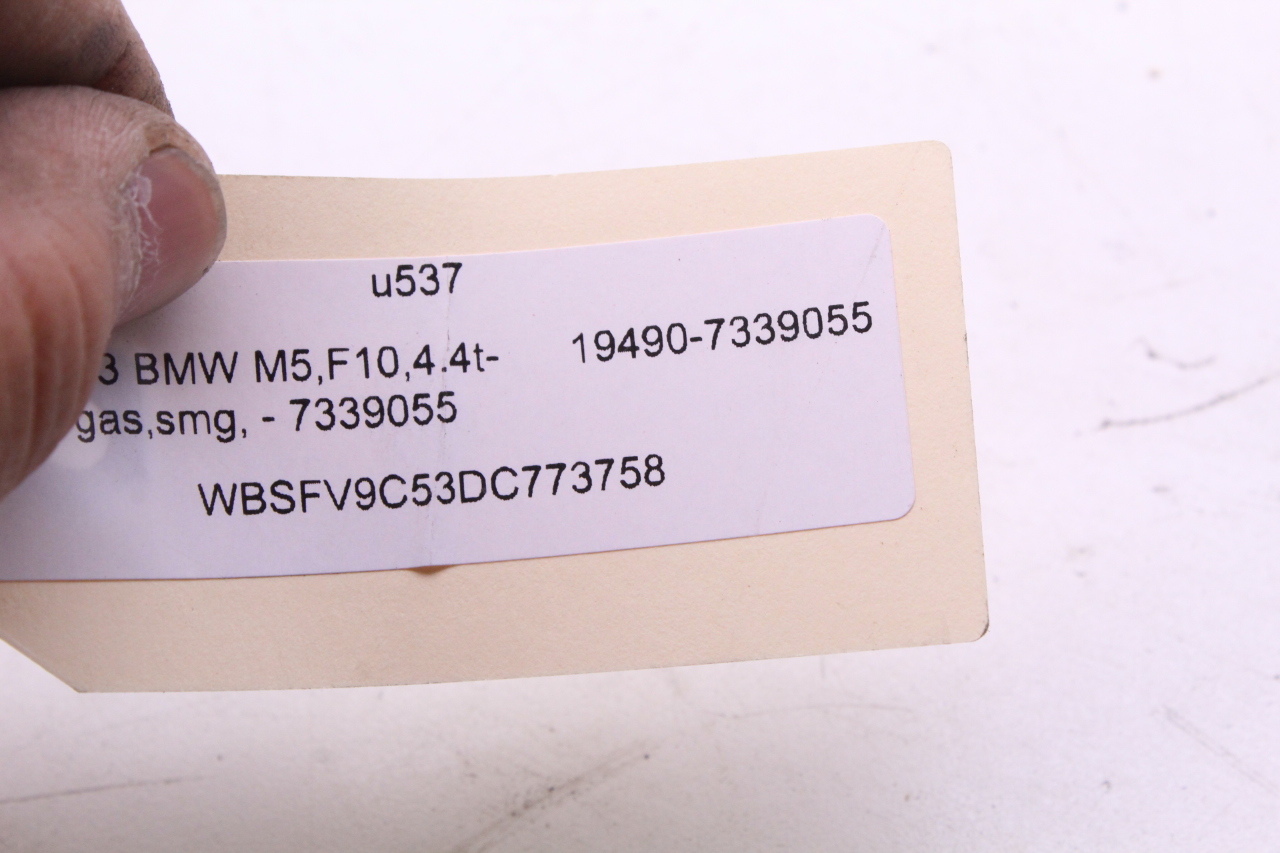 u537
3 BMW M5,F10,4.4t- 19490-7339055
gas,smg, - 7339055
WBSFV9C53DC773758